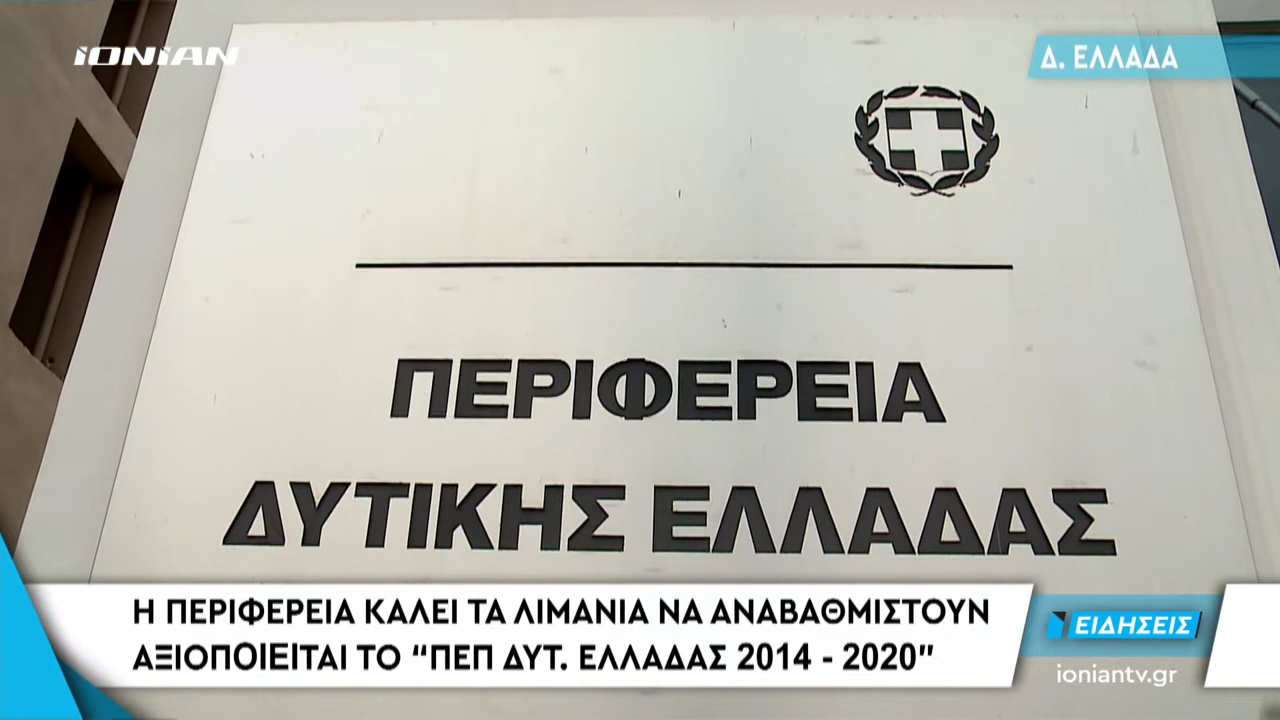 IONIAN
Δ. ΕΛΛΑΔΑ
ΠΕΡΙΦΕΡΕΙΑ
ΔΥΤΙΚΗΣ ΕΛΛΑΔΑΣ
Η ΠΕΡΙΦΕΡΕΙΑ ΚΑΛΕΙ ΤΑ ΛΙΜΑΝΙΑ ΝΑ ΑΝΑΒΑΘΜΙΣΤΟΥΝ
ΑΞΙΟΠΟΙΕΙΤΑΙ ΤΟ “ΠΕΠ ΔΥΤ. ΕΛΛΑΔΑΣ 2014 - 2020”
ΕΙΔΗΣΕΙΣ
ioniantv.gr